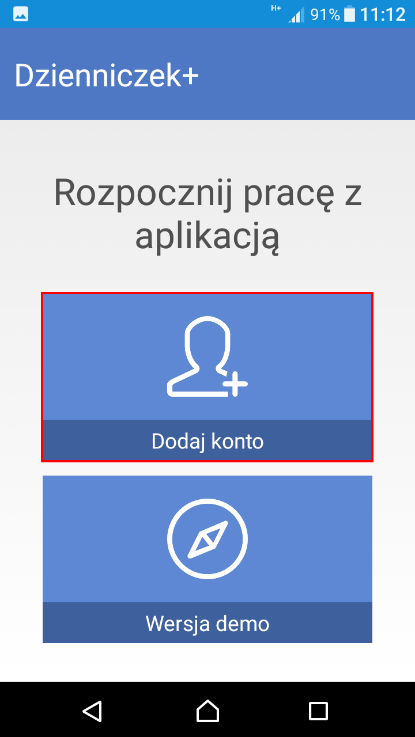 H+ 91% 11:12
Dzienniczek+
Rozpocznij pracę z
aplikacją
Dodaj konto
Wersja demo